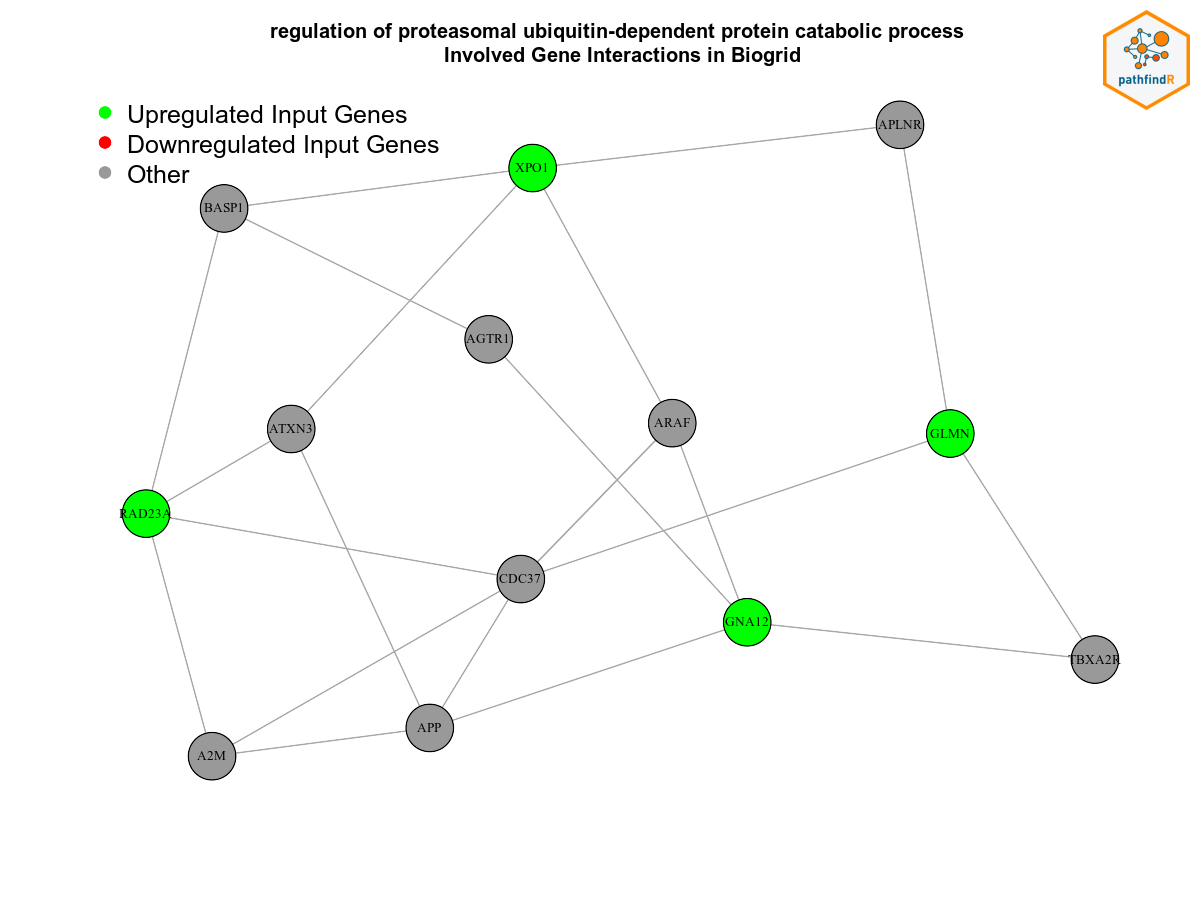 regulation of proteasomal ubiquitin-dependent protein catabolic process
Involved Gene Interactions in Biogrid
pathfindR
Upregulated Input Genes
Downregulated Input Genes
Other
APLNR
XPO1
BASP1
AGTR1
ARAF
ATXN3
GLMN
RAD23A
CDC37
GNA12
TBXA2R
APP
A2M